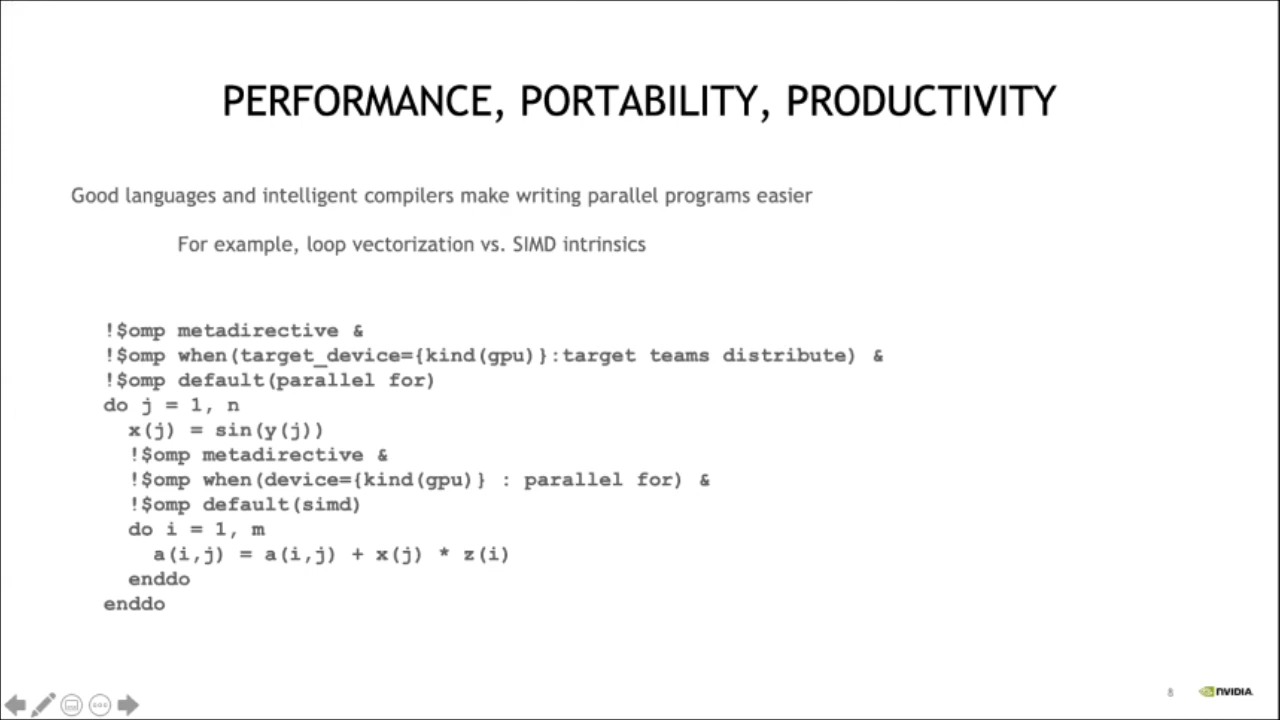 PERFORMANCE, PORTABILITY, PRODUCTIVITY
Good languages and intelligent compilers make writing parallel programs easier
For example, loop vectorization vs. SIMD intrinsics
!$omp metadirective &
!$omp when(target_device={kind(gpu)}:target teams distribute) &
!$omp default(parallel for)
do j = 1, n
  x(j) = sin(y(j))
  !$omp metadirective &
  !$omp when(device={kind(gpu)} : parallel for) &
  !$omp default(simd)
  do i = 1, m
    a(i,j) = a(i,j) + x(j) * z(i)
  enddo
enddo
8
NVIDIA.